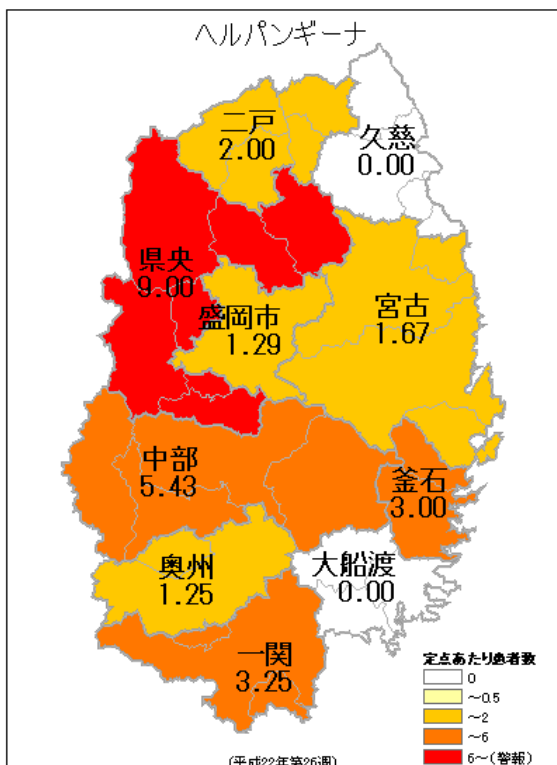 ヘルパンギーナ
二戸
2.00
久慈
0.00
県央
9.00
盛岡市
1.29
宮古
1.67
中部
5.43
釜石
3.00
奥州
1.25
大船渡
0.00
一関
3.25
定点あたり患者数
0
～0.5
～2
～6
6～(警報)
(平成22年第26週)